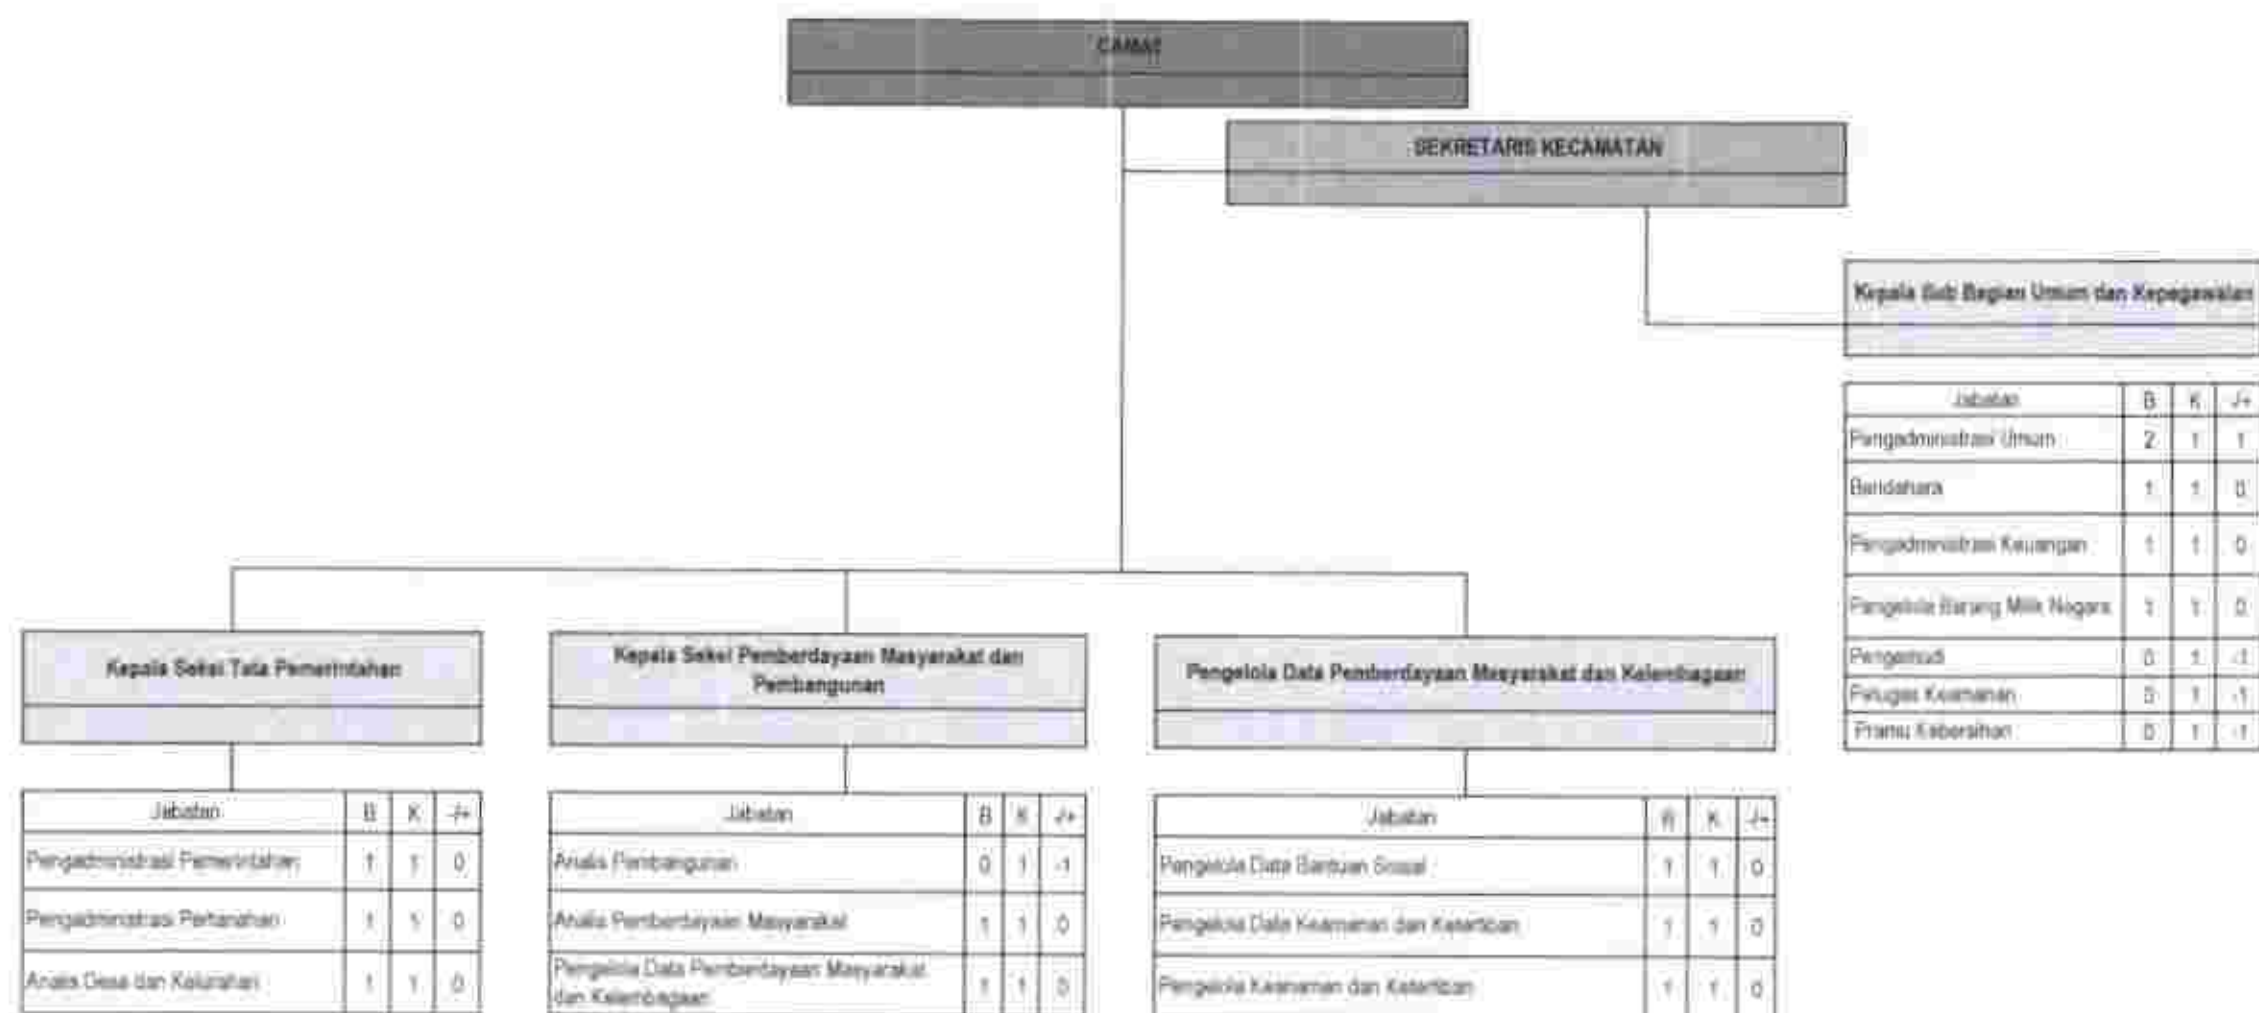 CAMAT
SEKRETARIS KECAMATAN
Kepala Sub Bagian Umum dan Kepegawaian
Jabatan B K -/+
Pengadministrasi Umum 2 1 1
Bendahara 1 1 0
Pengadministrasi Keuangan 1 1 0
Pengelola Barang Milik Negara 1 1 0
Pengemudi 0 1 -1
Petugas Keamanan 0 1 -1
Pramu Kebersihan 0 1 -1
Kepala Seksi Tata Pemerintahan
Jabatan B K -/+
Pengadministrasi Pemerintahan 1 1 0
Pengadministrasi Pertanahan 1 1 0
Analis Desa dan Kelurahan 1 1 0
Kepala Seksi Pemberdayaan Masyarakat dan
Pembangunan
Jabatan B K -/+
Analis Pembangunan 0 1 -1
Analis Pemberdayaan Masyarakat 1 1 0
Pengelola Data Pemberdayaan Masyarakat
dan Kelembagaan 1 1 0
Pengelola Data Pemberdayaan Masyarakat dan Kelembagaan
Jabatan B K -/+
Pengelola Data Bantuan Sosial 1 1 0
Pengelola Data Keamanan dan Ketertiban 1 1 0
Pengelola Keamanan dan Ketertiban 1 1 0